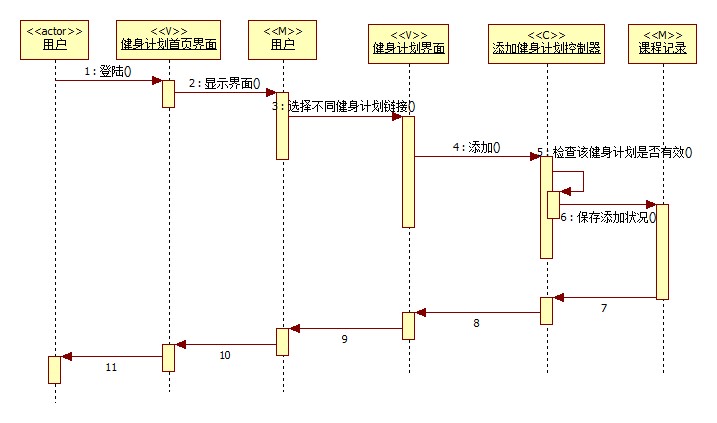 <<actor>>
用户
<<V>>
健身计划首页界面
<<M>>
用户
<<V>>
健身计划界面
<<C>>
添加健身计划控制器
<<M>>
课程记录
1 : 登陆()
2 : 显示界面()
3 : 选择不同健身计划链接()
4 : 添加()
5 : 检查该健身计划是否有效()
6 : 保存添加状况()
7
8
9
10
11